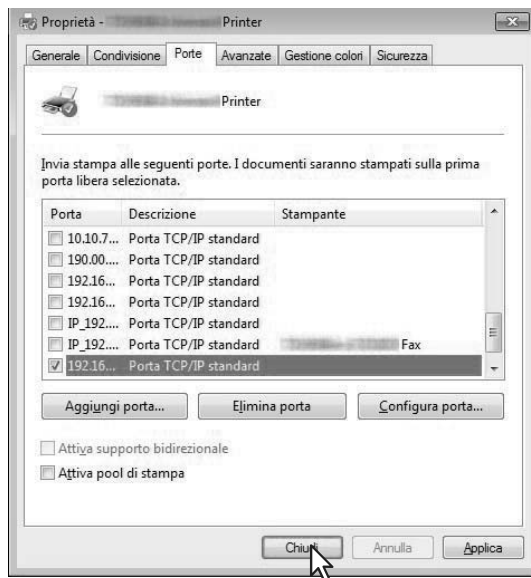 Proprietà - Printer
Generale Condivisione Porte Avanzate Gestione colori Sicurezza
Printer
Invia stampa alle seguenti porte. I documenti saranno stampati sulla prima
porta libera selezionata.
Porta Descrizione Stampante
10.10.7... Porta TCP/IP standard
190.00.... Porta TCP/IP standard
192.16... Porta TCP/IP standard
192.16... Porta TCP/IP standard
IP_192.... Porta TCP/IP standard
IP_192.... Porta TCP/IP standard Fax
192.16... Porta TCP/IP standard
Aggiungi porta... Elimina porta Configura porta...
Attiva supporto bidirezionale
Attiva pool di stampa
Chiudi Annulla Applica